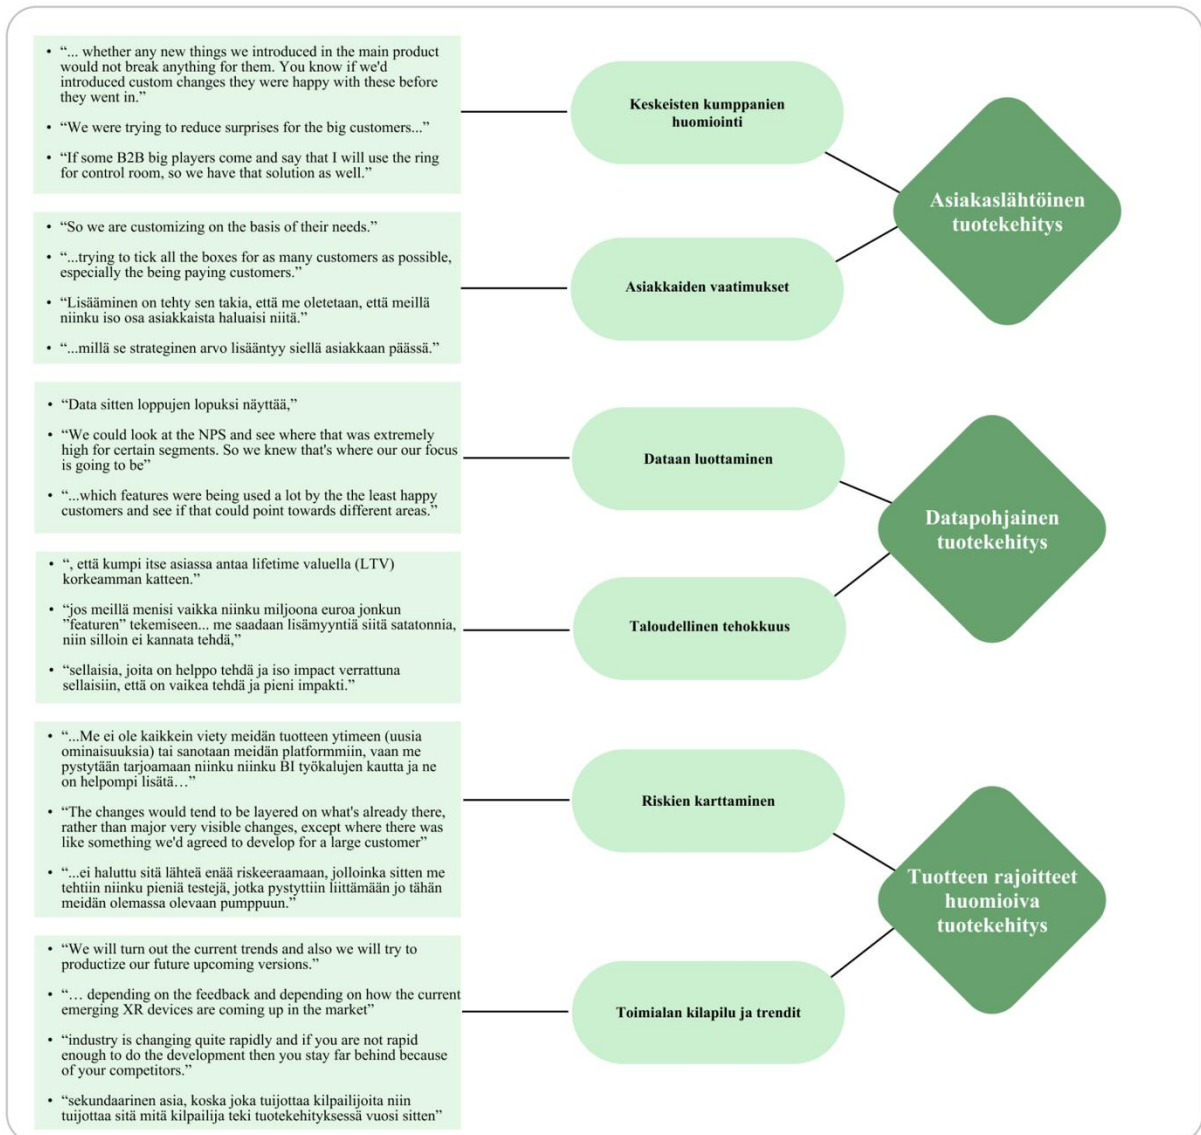 • “... whether any new things we introduced in the main product
would not break anything for them. You know if we'd
introduced custom changes they were happy with these before
they went in.”
• “We were trying to reduce surprises for the big customers...”
• “If some B2B big players come and say that I will use the ring
for control room, so we have that solution as well.”
Keskeisten kumppanien
huomiointi
• “So we are customizing on the basis of their needs.”
• “...trying to tick all the boxes for as many customers as possible,
especially the being paying customers.”
• “Lisääminen on tehty sen takia, että me oletetaan, että meillä
niinku iso osa asiakkaista haluaisi niitä.”
• “...millä se strateginen arvo lisääntyy siellä asiakkaan päässä.”
Asiakkaiden vaatimukset
Asiakaslähtöinen
tuotekehitys
• “Data sitten loppujen lopuksi näyttää,”
• “We could look at the NPS and see where that was extremely
high for certain segments. So we knew that's where our our focus
is going to be”
• “...which features were being used a lot by the the least happy
customers and see if that could point towards different areas.”
Dataan luottaminen
• “, että kumpi itse asiassa antaa lifetime valuella (LTV)
korkeamman katteen.”
• “jos meillä menisi vaikka niinku miljoona euroa jonkun
”featuren” tekemiseen... me saadaan lisämyyntiä siitä satatonnia,
niin silloin ei kannata tehdä,”
• “sellaisia, joita on helppo tehdä ja iso impact verrattuna
sellaisiin, että on vaikea tehdä ja pieni impakti.”
Taloudellinen tehokkuus
Datapohjainen
tuotekehitys
• “...Me ei ole kaikkein viety meidän tuotteen ytimeen (uusia
ominaisuuksia) tai sanotaan meidän platformmiin, vaan me
pystytään tarjoamaan niinku niinku BI työkalujen kautta ja ne
on helpompi lisätä…”
• “The changes would tend to be layered on what's already there,
rather than major very visible changes, except where there was
like something we'd agreed to develop for a large customer”
• “...ei haluttu sitä lähteä enää riskeeraamaan, jolloinka sitten me
tehtiin niinku pieniä testejä, jotka pystyttiin liittämään jo tähän
meidän olemassa olevaan pumppuun.”
Riskien karttaminen
• “We will turn out the current trends and also we will try to
productize our future upcoming versions.”
• “… depending on the feedback and depending on how the current
emerging XR devices are coming up in the market”
• “industry is changing quite rapidly and if you are not rapid
enough to do the development then you stay far behind because
of your competitors.”
• “sekundaarinen asia, koska joka tuijottaa kilpailijoita niin
tuijottaa sitä mitä kilpailija teki tuotekehityksessä vuosi sitten”
Toimialan kilapilu ja trendit
Tuotteen rajoitteet
huomioiva
tuotekehitys